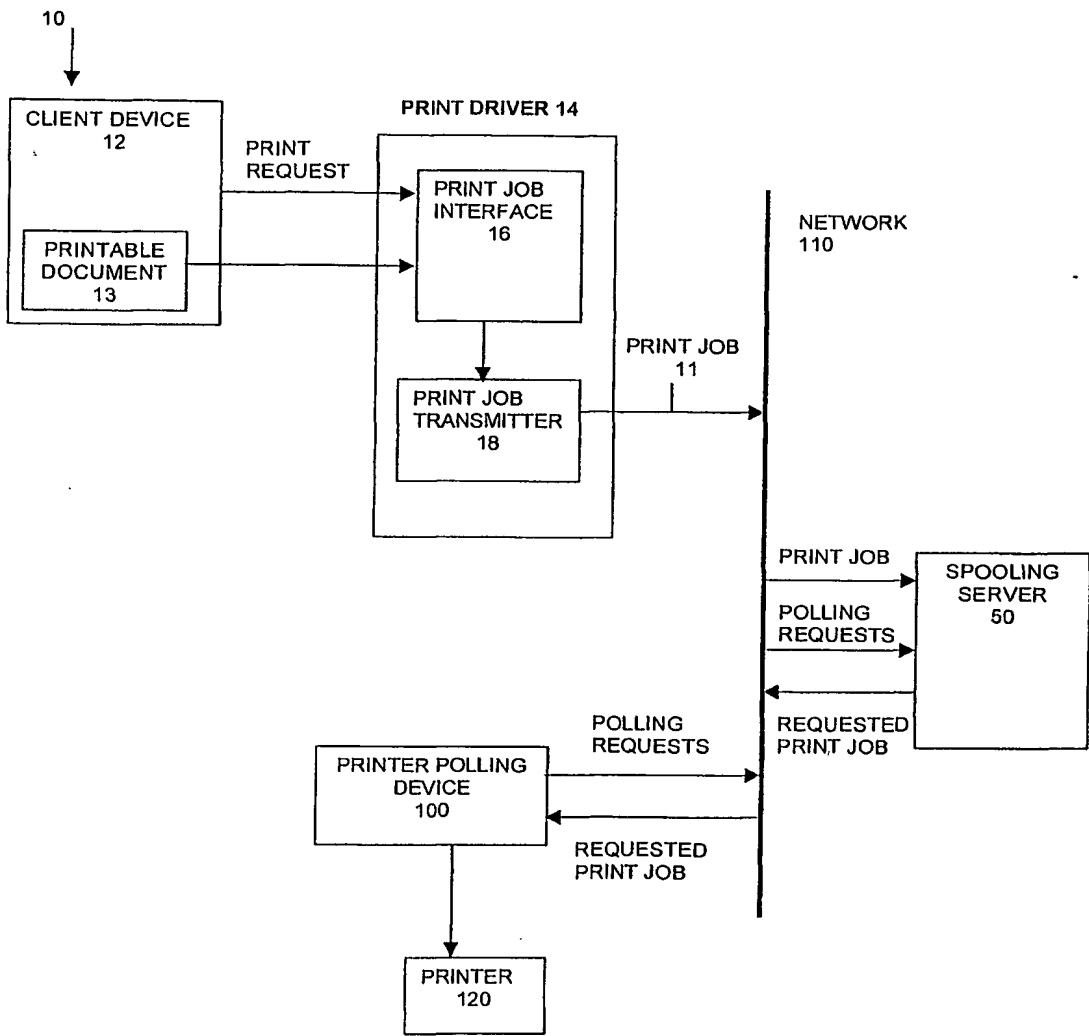 10
CLIENT DEVICE
12
PRINTABLE
DOCUMENT
13
PRINT
REQUEST
PRINT DRIVER 14
PRINT JOB
INTERFACE
16
PRINT JOB
TRANSMITTER
18
PRINT JOB
11
NETWORK
110
PRINT JOB
POLLING
REQUESTS
REQUESTED
PRINT JOB
SPOOLING
SERVER
50
POLLING
REQUESTS
REQUESTED
PRINT JOB
PRINTER POLLING
DEVICE
100
PRINTER
120